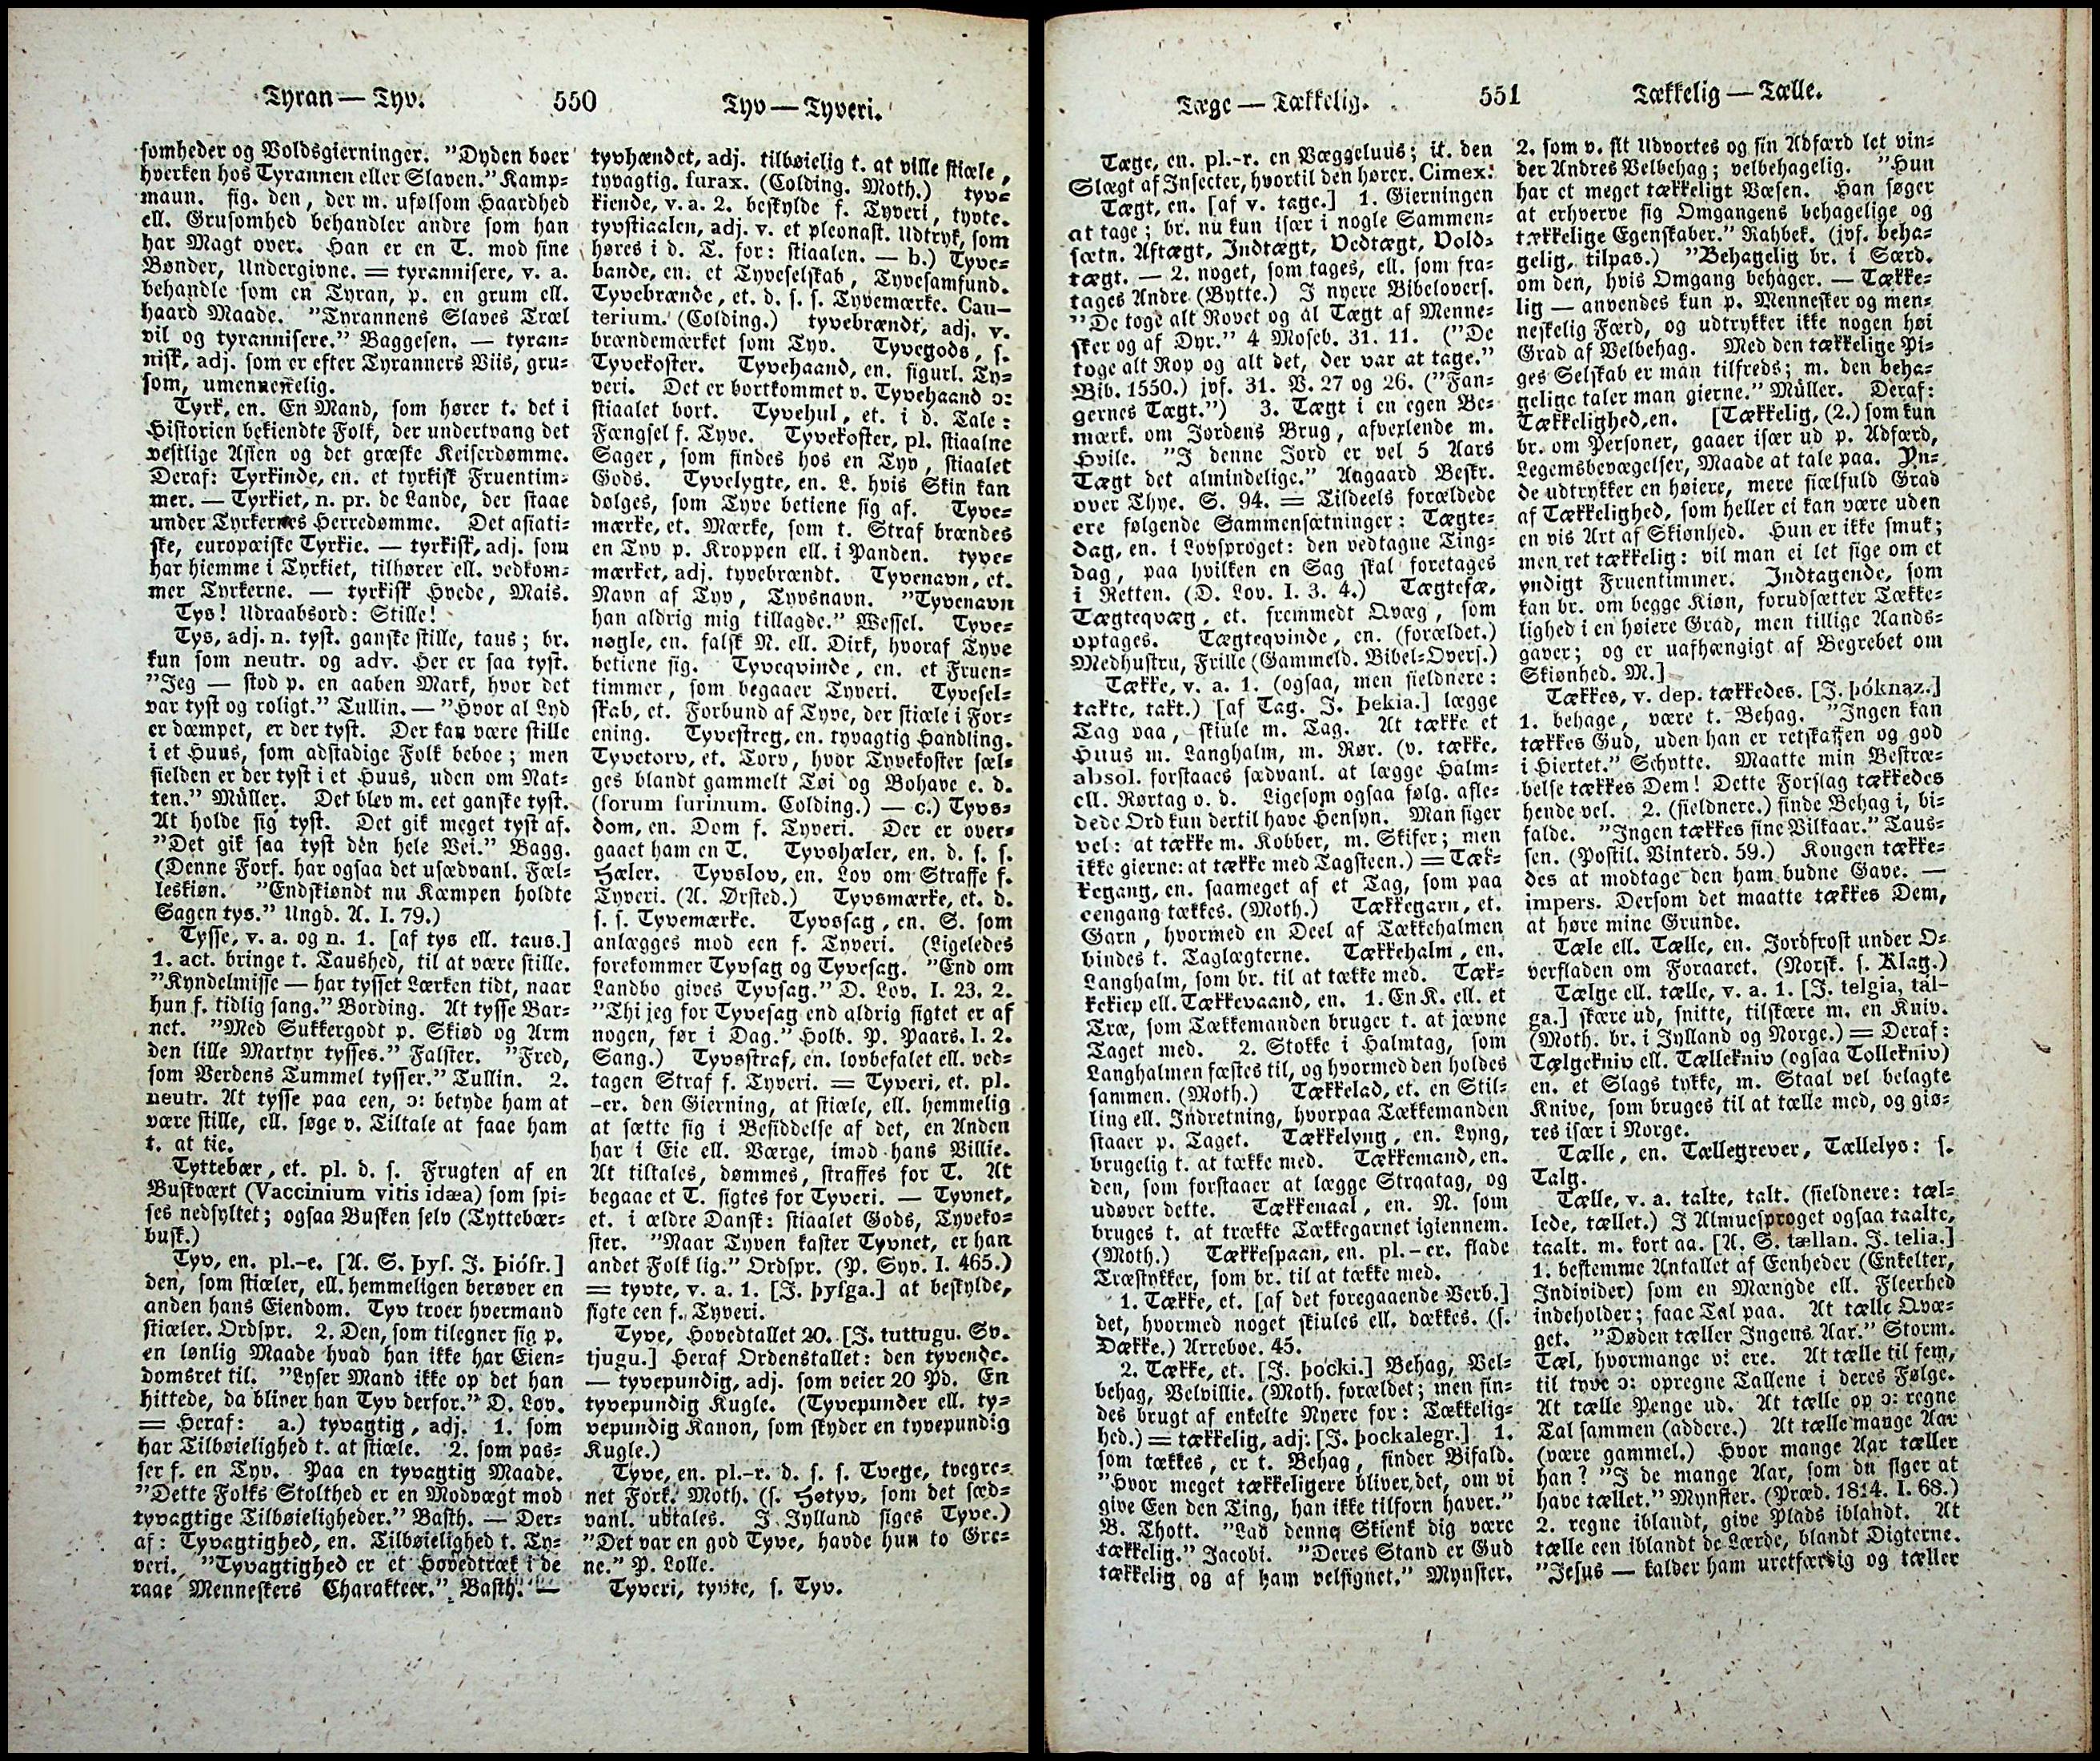 Tyran — Tyv.
550
Tyv — Tyveri.
somheder og Voldsgierninger. "Dyden boer
hverken hos Tyrannen eller Slaven." Kamp-
maun. fig. den, der m. ufølsom Haardhed
ell. Grusomhed behandler andre som han
har Magt over. Han er en T. mod sine
Bønder, Undergivne. = tyrannisere, v. a.
behandle som en Tyran, p. en grum ell.
haard Maade. "Tyrannens Slaves Træl
vil og tyrannisere." Baggesen. — tyran-
nisk, adj. som er efter Tyranners Viis, gru-
som, umenneskelig.
Tyrk, en. En Mand, som hører t. det i
Historien bekiendte Folk, der undertvang det
vestlige Asien og det græske Keiserdømme.
Deraf: Tyrkinde, en. et tyrkisk Fruentim-
mer. — Tyrkiet, n. pr. de Lande, der staae
under Tyrkernes Herredømme. Det asiati-
ske, europæiske Tyrkie. — tyrkisk, adj. som
har hiemme i Tyrkiet, tilhører ell. vedkom-
mer Tyrkerne. — tyrkisk Hvede, Mais.
Tys! Udraabsord: Stille!
Tys, adj. n. tyst. ganske stille, taus; br.
kun som neutr. og adv. Her er saa tyst.
"Jeg — stod p. en aaben Mark, hvor det
var tyst og roligt." Tullin. — "Hvor al Lyd
er dæmpet, er der tyst. Der kan være stille
i et Huus, som adstadige Folk beboe; men
sielden er der tyst i et Huus, uden om Nat-
ten." Müller. Det blev m. eet ganske tyst.
At holde sig tyst. Det gik meget tyst af.
"Det gik saa tyst den hele Vei." Bagg.
(Denne Forf. har ogsaa det usædvanl. Fæl-
leskiøn. "Endskiøndt nu Kæmpen holdte
Sagen tys." Ungd. A. I. 79.)
Tysse, v. a. og n. 1. [af tys ell. taus.]
1. act. bringe t. Taushed, til at være stille.
"Kyndelmisse — har tysset Lærken tidt, naar
hun f. tidlig sang." Bording. At tysse Bar-
net. "Med Sukkergodt p. Skiød og Arm
den lille Martyr tysses." Falster. "Fred,
som Verdens Tummel tysser." Tullin. 2.
neutr. At tysse paa een, ɔ: betyde ham at
være stille, ell. søge v. Tiltale at faae ham
t. at tie.
Tyttebær, et. pl. d. s. Frugten af en
Buskvært (Vaccinium vitis idæa) som spi-
ses nedsyltet; ogsaa Busken selv (Tyttebær-
busk.)
Tyv, en. pl.-e. [A. S. þyf. J. þiófr.]
den, som stiæler, ell. hemmeligen berøver en
anden hans Eiendom. Tyv troer hvermand
stiæler. Ordspr. 2. Den, som tilegner sig p.
en lønlig Maade hvad han ikke har Eien-
domsret til. "Lyser Mand ikke op det han
hittede, da bliver han Tyv derfor." D. Lov.
= Heraf: a.) tyvagtig, adj. 1. som
har Tilbøielighed t. at stiæle. 2. som pas-
ser f. en Tyv. Paa en tyvagtig Maade.
"Dette Folks Stolthed er en Modvægt mod
tyvagtige Tilbøieligheder." Basth. — Der-
af: Tyvagtighed, en. Tilbøielighed t. Ty-
veri. "Tyvagtighed er et Hovedtræk i de
raae Menneskers Charakteer." Basth. —
tyvhændet, adj. tilbøielig t. at ville stiæle,
tyvagtig. furax. (Colding. Moth.) tyv-
kiende, v. a. 2. beskylde f. Tyveri, tyvte.
tyvstiaalen, adj. v. et pleonast. Udtryk, som
høres i d. T. for: stiaalen. — b.) Tyve-
bande, en. et Tyveselskab, Tyvesamfund.
Tyvebrænde, et. d. s. s. Tyvemærke. Cau-
terium. (Colding.) tyvebrændt, adj. v.
brændemærket som Tyv. Tyvegods, s.
Tyvekoster. Tyvehaand, en. figurl. Ty-
veri. Det er bortkommet v. Tyvehaand ɔ:
stiaalet bort. Tyvehul, et. i d. Tale:
Fængsel f. Tyve. Tyvekoster, pl. stiaalne
Sager, som findes hos en Tyv, stiaalet
Gods. Tyvelygte, en. L. hvis Skin kan
dølges, som Tyve betiene sig af. Tyve-
mærke, et. Mærke, som t. Straf brændes
en Tyv p. Kroppen ell. i Panden. tyve-
mærket, adj. tyvebrændt. Tyvenavn, et.
Navn af Tyv, Tyvsnavn. "Tyvenavn
han aldrig mig tillagde." Wessel. Tyve-
nøgle, en. falsk N. ell. Dirk, hvoraf Tyve
betiene sig. Tyveqvinde, en. et Fruen-
timmer, som begaaer Tyveri. Tyvesel-
skab, et. Forbund af Tyve, der stiæle i For-
ening. Tyvestreg, en. tyvagtig Handling.
Tyvetorv, et. Torv, hvor Tyvekoster sæl-
ges blandt gammelt Tøi og Bohave e. d.
(forum furinum. Colding.) — c.) Tyvs-
dom, en. Dom f. Tyveri. Der er over-
gaaet ham en T. Tyvshæler, en. d. s. s.
Hæler. Tyvslov, en. Lov om Straffe f.
Tyveri. (A. Ørsted.) Tyvsmærke, et. d.
s. s. Tyvemærke. Tyvssag, en. S. som
anlægges mod een f. Tyveri. (Ligeledes
forekommer Tyvsag og Tyvesag. "End om
Landbo gives Tyvsag." D. Lov. I. 23. 2.
"Thi jeg for Tyvesag end aldrig sigtet er af
nogen, før i Dag." Holb. P. Paars. I. 2.
Sang.) Tyvsstraf, en. lovbefalet ell. ved-
tagen Straf f. Tyveri. = Tyveri, et. pl.
-er. den Gierning, at stiæle, ell. hemmelig
at sætte sig i Besiddelse af det, en Anden
har i Eie ell. Værge, imod hans Villie.
At tiltales, dømmes, straffes for T. At
begaae et T. sigtes for Tyveri. — Tyvnet,
et. i ældre Dansk: stiaalet Gods, Tyveko-
ster. "Naar Tyven kaster Tyvnet, er han
andet Folk lig." Ordspr. (P. Syv. I. 465.)
= tyvte, v. a. 1. [J. þyfga.] at beskylde,
sigte een f. Tyveri.
Tyve, Hovedtallet 20. [J. tuttugu. Sv.
tjugu.] Heraf Ordenstallet: den tyvende.
— tyvepundig, adj. som veier 20 Pd. En
tyvepundig Kugle. (Tyvepunder ell. ty-
vepundig Kanon, som skyder en tyvepundig
Kugle.)
Tyve, en. pl.-r. d. s. s. Tvege, tvegre-
net Fork. Moth. (s. Høtyv, som det sæd-
vanl. udtales. J Jyllund siges Tyve.)
"Det var en god Tyve, havde hun to Gre-
ne." P. Lolle.
Tyveri, tyvte, s. Tyv.
Tæge — Tækkelig.
551
Tækkelig — Tælle.
Tæge, en. pl.-r. en Væggeluus; it. den
Slægt af Insecter, hvortil den hører. Cimex.
Tægt, en. [af v. tage.] 1. Gierningen
at tage; br. nu kun især i nogle Sammen-
sætn. Aftægt, Indtægt, Vedtægt, Vold-
tægt. — 2. noget, som tages, ell. som fra-
tages Andre (Bytte.) J nyere Bibelovers.
"De toge alt Rovet og al Tægt af Menne-
sker og af Dyr." 4 Moseb. 31. 11. ("De
toge alt Rov og alt det, der var at tage."
Bib. 1550.) jvf. 31. V. 27 og 26. ("Fan-
gernes Tægt.") 3. Tægt i en egen Be-
mærk. om Jordens Brug, afvexlende m.
Hvile. "J denne Jord er vel 5 Aars
Tægt det almindelige." Aagaard Beskr.
over Thye. S. 94. = Tildeels forældede
ere følgende Sammensætninger: Tægte-
dag, en. i Lovsproget: den vedtagne Ting-
dag, paa hvilken en Sag skal foretages
i Retten. (D. Lov. I. 3. 4.) Tægtefæ,
Tægteqvæg, et. fremmedt Qvæg, som
optages. Tægteqvinde, en. (forældet.)
Medhustru, Frille (Gammeld. Bibel-Overs.)
Tække, v. a. 1. (ogsaa, men sieldnere:
takte, takt.) [af Tag. J. þekia.] lægge
Tag paa, skiule m. Tag. At tække et
Huus m. Langhalm, m. Rør. (v. tække,
absol. forstaaes sædvanl. at lægge Halm-
ell. Rørtag o. d. Ligesom ogsaa følg. afle-
dede Ord kun dertil have Hensyn. Man siger
vel: at tække m. Kobber, m. Skifer; men
ikke gierne: at tække med Tagsteen.) = Tæk-
kegang, en. saameget af et Tag, som paa
eengang tækkes. (Moth.) Tækkegarn, et.
Garn, hvormed en Deel af Tækkehalmen
bindes t. Taglægterne. Tækkehalm, en.
Langhalm, som br. til at tække med. Tæk-
kekiep ell. Tækkevaand, en. 1. En K. ell. et
Træ, som Tækkemanden bruger t. at jævne
Taget med. 2. Stokke i Halmtag, som
Langhalmen fæstes til, og hvormed den holdes
sammen. (Moth.) Tækkelad, et. en Stil-
ling ell. Indretning, hvorpaa Tækkemanden
staaer p. Taget. Tækkelyng, en. Lyng,
brugelig t. at tække med. Tækkemand, en.
den, som forstaaer at lægge Straatag, og
udøver dette. Tækkenaal, en. N. som
bruges t. at trække Tækkegarnet igiennem.
(Moth.) Tækkespaan, en. pl. -er. flade
Træstykker, som br. til at tække med.
1. Tække, et. [af det foregaaende Verb.]
det, hvormed noget skiules ell. dækkes. (s.
Dække.) Arreboe. 45.
2. Tække, et. [J. þocki.] Behag, Vel-
behag, Velvillie. (Moth. forældet; men fin-
des brugt af enkelte Nyere for: Tækkelig-
hed.) = tækkelig, adj. [J. þockalegr.] 1.
som tækkes, er t. Behag, finder Bifald.
"Hvor meget tækkeligere bliver det, om vi
give Een den Ting, han ikke tilforn haver."
B. Thott. "Lad denne Skienk dig være
tækkelig." Jacobi. "Deres Stand er Gud
tækkelig og af ham velsignet." Mynster.
2. som v. sit Udvortes og sin Adfærd let vin-
der Andres Velbehag; velbehagelig. "Hun
har et meget tækkeligt Væsen. Han søger
at erhverve sig Omgangens behagelige og
tækkelige Egenskaber." Rahbek. (jvf. beha-
gelig, tilpas.) "Behagelig br. i Særd.
om den, hvis Omgang behager. — Tække-
lig — anvendes kun p. Mennesker og men-
neskelig Færd, og udtrykker ikke nogen høi
Grad af Velbehag. Med den tækkelige Pi-
ges Selskab er man tilfreds; m. den beha-
gelige taler man gierne." Müller. Deraf:
Tækkelighed, en. [Tækkelig, (2.) som kun
br. om Personer, gaaer især ud p. Adfærd,
Legemsbevægelser, Maade at tale paa. Yn-
de udtrykker en høiere, mere siælfuld Grad
af Tækkelighed, som heller ei kan være uden
en vis Art af Skiønhed. Hun er ikke smuk;
men ret tækkelig: vil man ei let sige om et
yndigt Fruentimmer. Indtagende, som
kan br. om begge Kiøn, forudsætter Tække-
lighed i en høiere Grad, men tillige Aands-
gaver; og er uafhængigt af Begrebet om
Skiønhed. M.]
Tækkes, v. dep. tækkedes. [J. þóknaz.]
1. behage, være t. Behag. "Ingen kan
tækkes Gud, uden han er retskaffen og god
i Hiertet." Schytte. Maatte min Bestræ-
belse tækkes Dem! Dette Forslag tækkedes
hende vel. 2. (sieldnere.) finde Behag i, bi-
falde. "Ingen tækkes sine Vilkaar." Taus-
sen. (Postil. Vinterd. 59.) Kongen tække-
des at modtage den ham budne Gave. —
impers. Dersom det maatte tækkes Dem,
at høre mine Grunde.
Tæle ell. Tælle, en. Jordfrost under O-
verfladen om Foraaret. (Norsk. s. Klag.)
Tælge ell. tælle, v. a. 1. [J. telgia, tál-
ga.] skære ud, snitte, tilskære m. en Kniv.
(Moth. br. i Jylland og Norge.) = Deraf:
Tælgekniv ell. Tællekniv (ogsaa Tollekniv)
en. et Slags tykke, m. Staal vel belagte
Knive, som bruges til at tælle med, og giø-
res især i Norge.
Tælle, en. Tællegrever, Tællelys: s.
Talg.
Tælle, v. a. talte, talt. (sieldnere: tæl-
lede, tællet.) J Almuesproget ogsaa taalte,
taalt. m. kort aa. [A. S. tællan. J. telia.]
1. bestemme Antallet af Eenheder (Enkelter,
Individer) som en Mængde ell. Fleerhed
indeholder; faae Tal paa. At tælle Qvæ-
get. "Døden tæller Ingens Aar." Storm.
Tæl, hvormange vi ere. At tælle til fem,
til tyve ɔ: opregne Tallene i deres Følge.
At tælle Penge ud. At tælle op ɔ: regne
Tal sammen (addere.) At tælle mange Aar
(være gammel.) Hvor mange Aar tæller
han? "J de mange Aar, som du siger at
have tællet." Mynster. (Præd. 1814. I. 68.)
2. regne iblandt, give Plads iblandt. At
tælle een iblandt de Lærde, blandt Digterne.
"Jesus — kalder ham uretfærdig og tæller